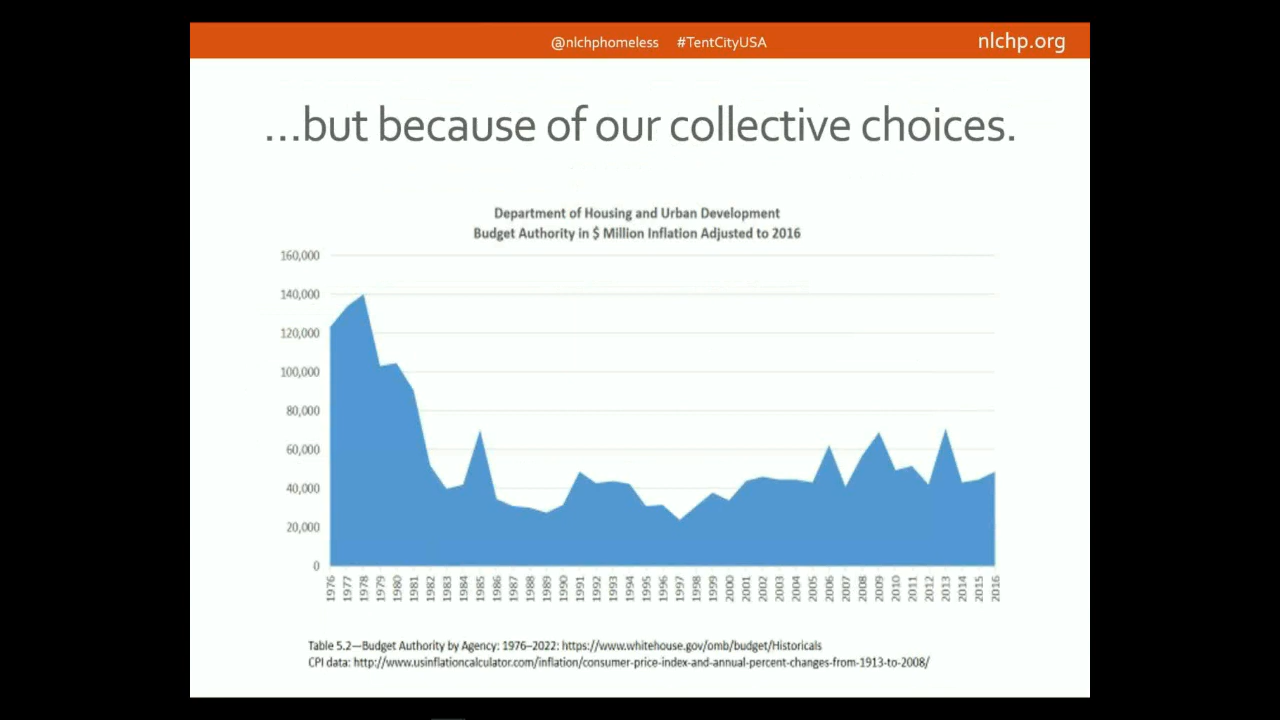 @nlchphomeless #TentCityUSA nlchp.org
...but because of our collective choices.
Department of Housing and Urban Development
Budget Authority in $ Million Inflation Adjusted to 2016
160,000
140,000
120,000
100,000
80,000
60,000
40,000
20,000
0
1976 1977 1978 1979 1980 1981 1982 1983 1984 1985 1986 1987 1988 1989 1990 1991 1992 1993 1994 1995 1996 1997 1998 1999 2000 2001 2002 2003 2004 2005 2006 2007 2008 2009 2010 2011 2012 2013 2014 2015 2016
Table 5.2—Budget Authority by Agency: 1976–2022: https://www.whitehouse.gov/omb/budget/Historicals
CPI data: http://www.usinflationcalculator.com/inflation/consumer-price-index-and-annual-percent-changes-from-1913-to-2008/